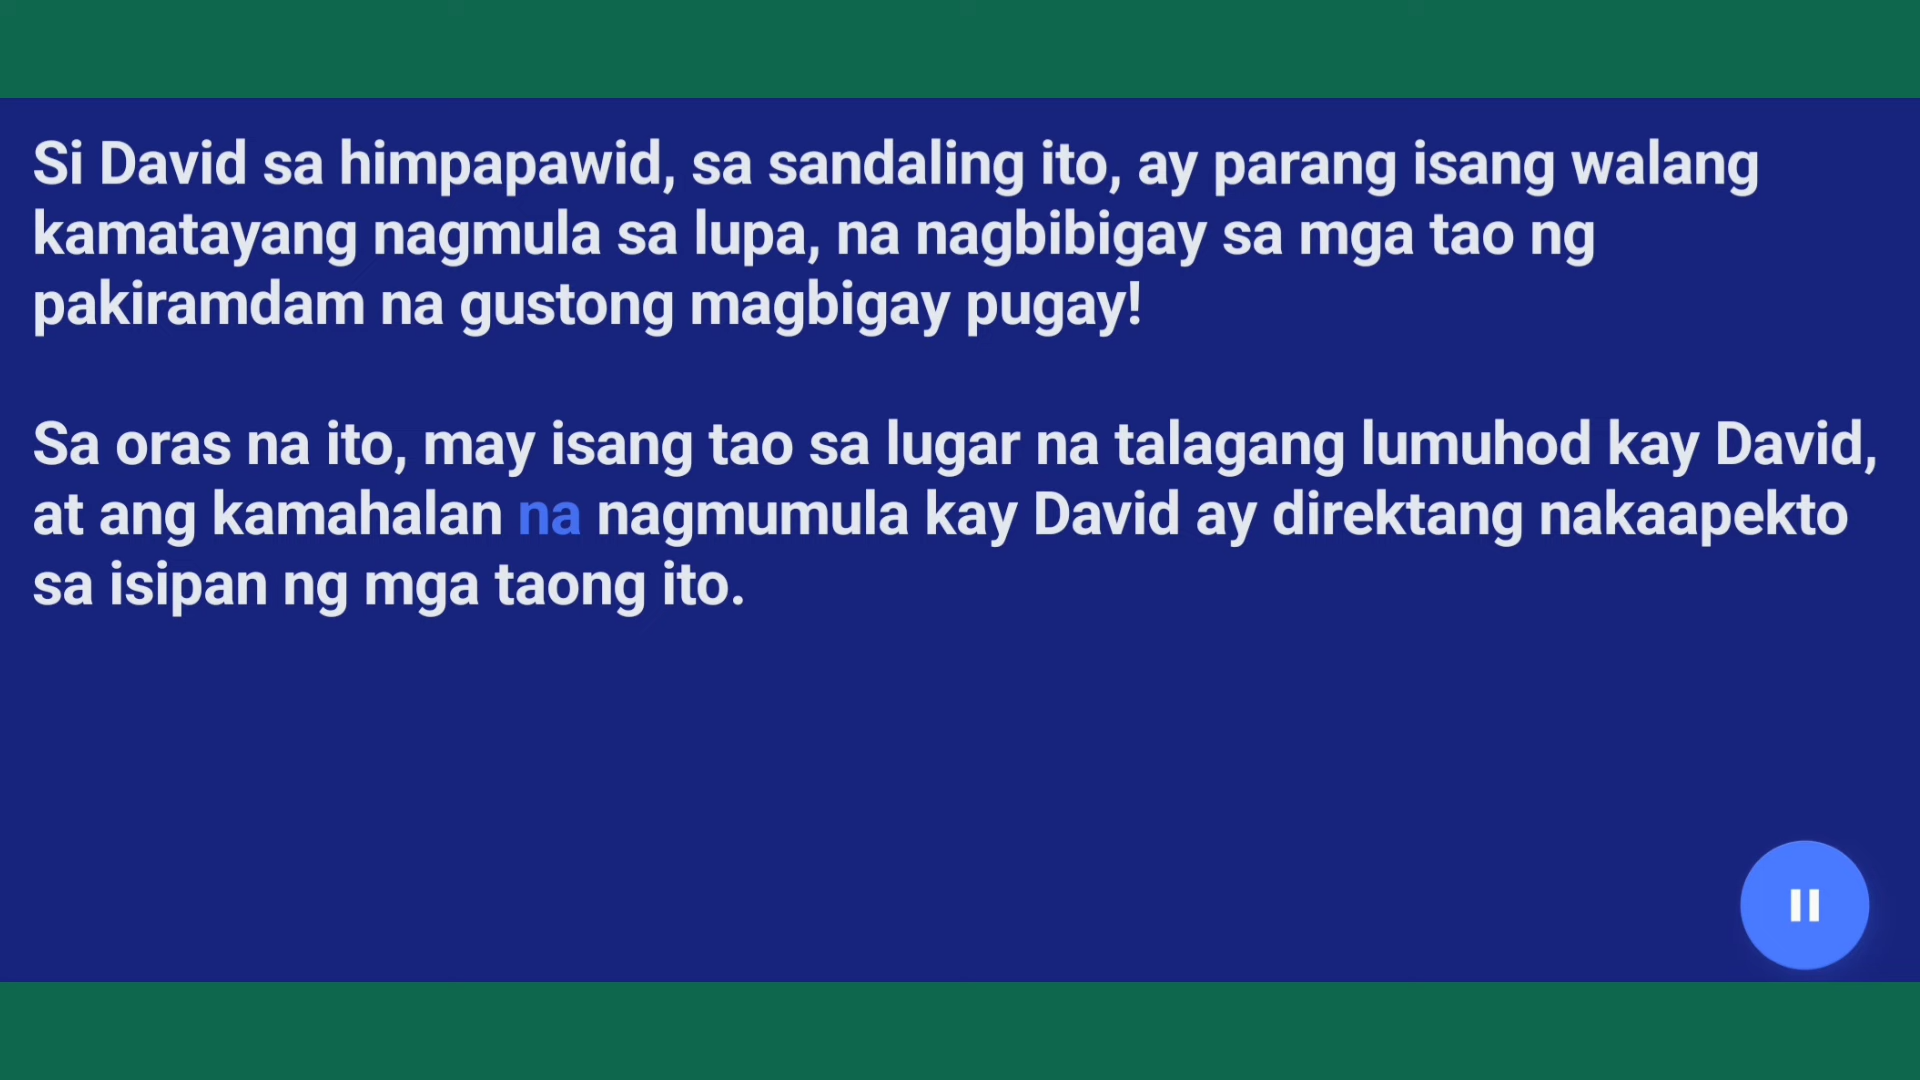 Si David sa himpapawid, sa sandaling ito, ay parang isang walang
kamatayang nagmula sa lupa, na nagbibigay sa mga tao ng
pakiramdam na gustong magbigay pugay!
Sa oras na ito, may isang tao sa lugar na talagang lumuhod kay David,
at ang kamahalan na nagmumula kay David ay direktang nakaapekto
sa isipan ng mga taong ito.